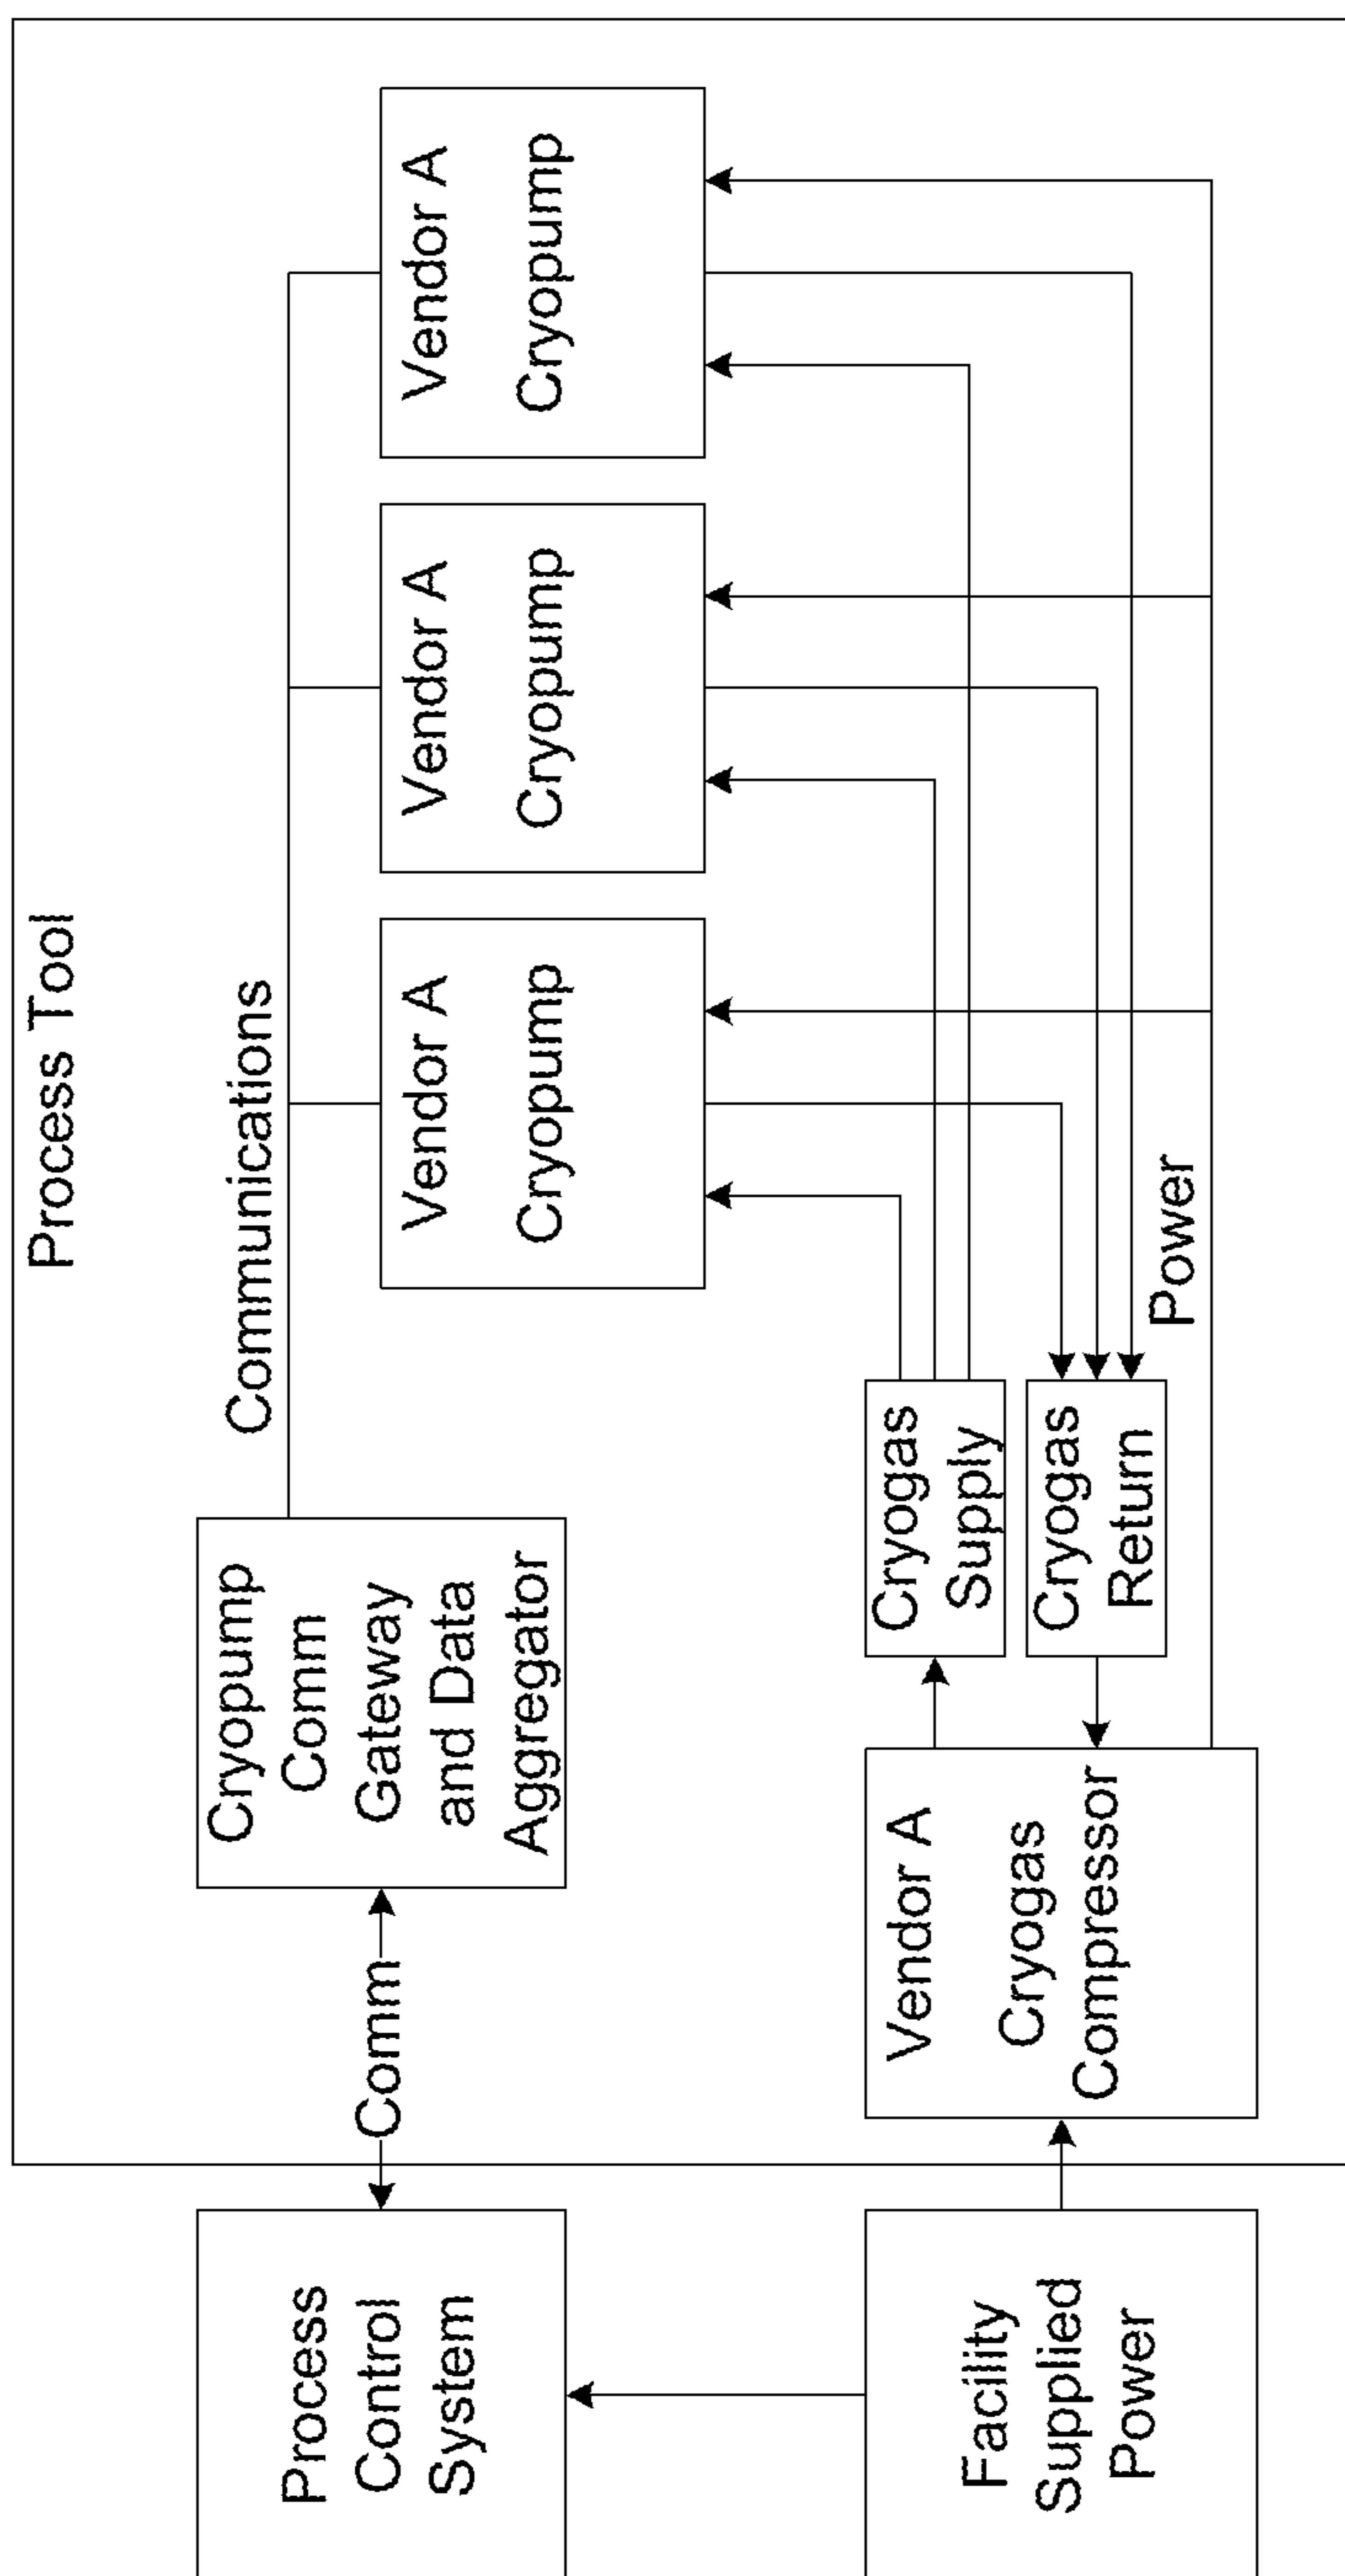 Process Tool
Communications
Process
Control
System
Comm
Cryopump
Comm
Gateway
and Data
Aggregator
Vendor A
Cryopump
Vendor A
Cryopump
Vendor A
Cryopump
Facility
Supplied
Power
Vendor A
Cryogas
Compressor
Cryogas
Supply
Cryogas
Return
Power